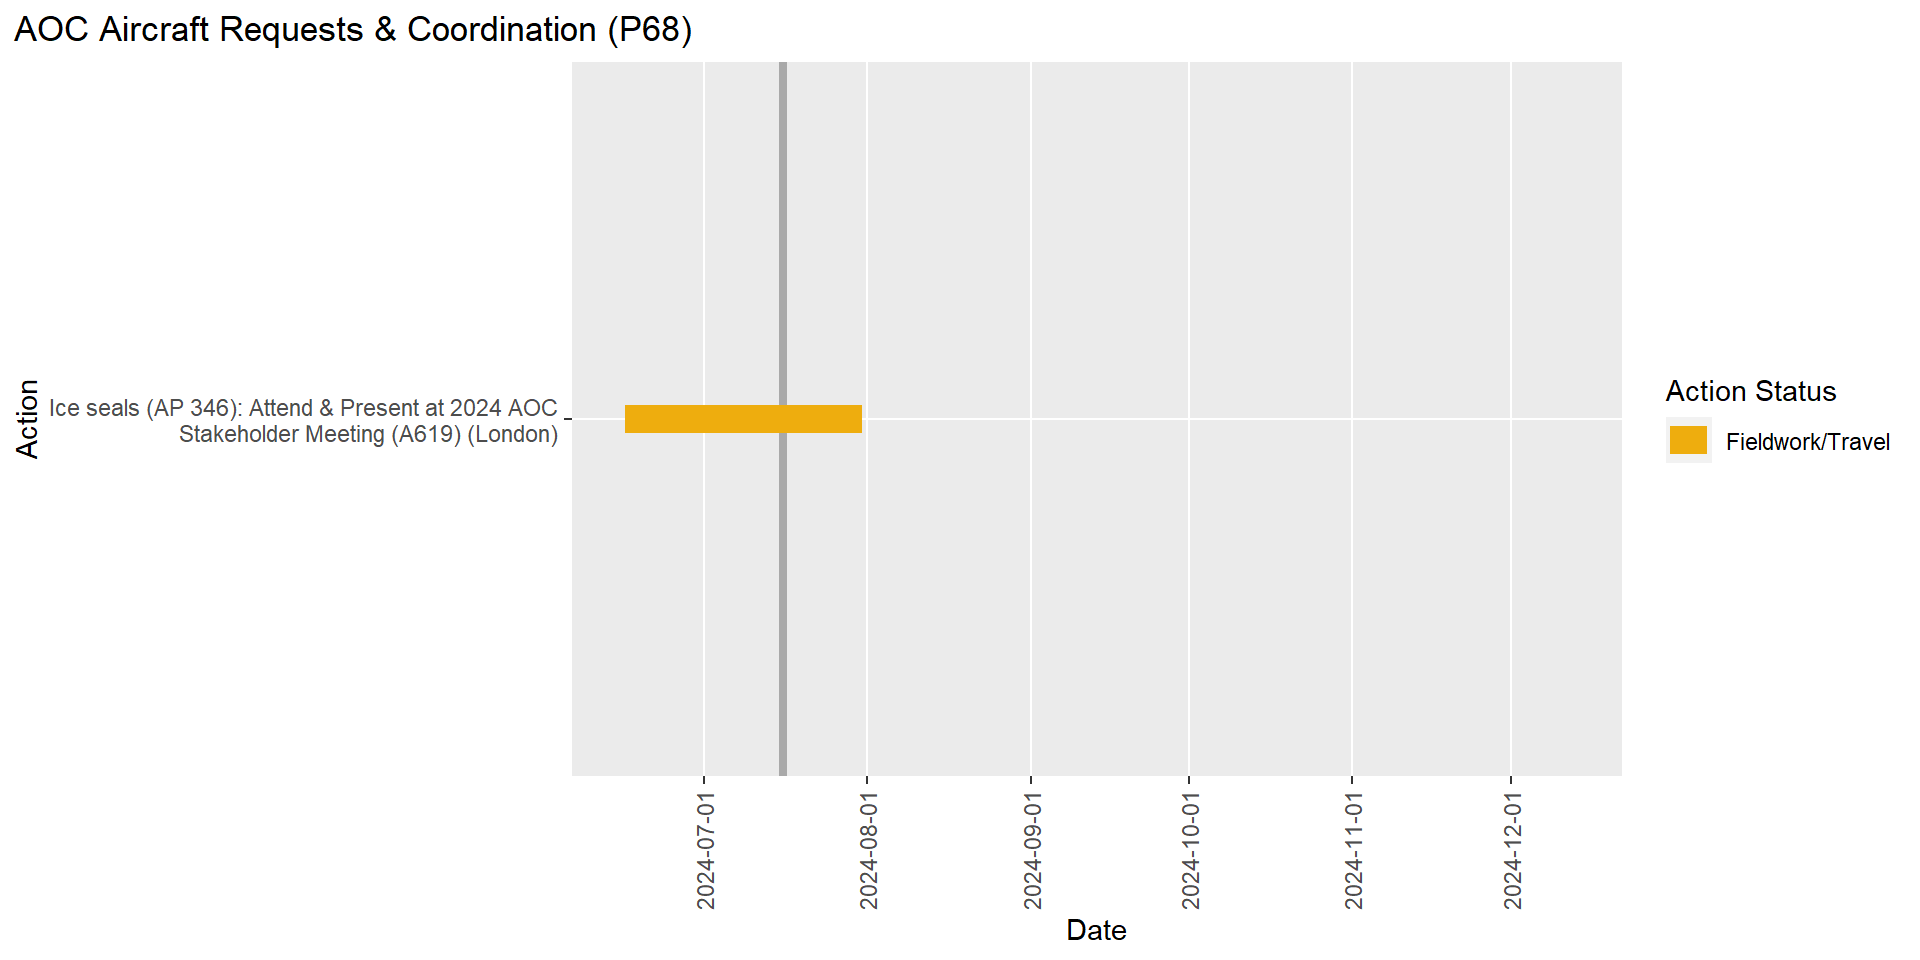 AOC Aircraft Requests & Coordination (P68)
Action
Ice seals (AP 346): Attend & Present at 2024 AOC
Stakeholder Meeting (A619) (London)
2024-07-01
2024-08-01
2024-09-01
2024-10-01
2024-11-01
2024-12-01
Date
Action Status
Fieldwork/Travel